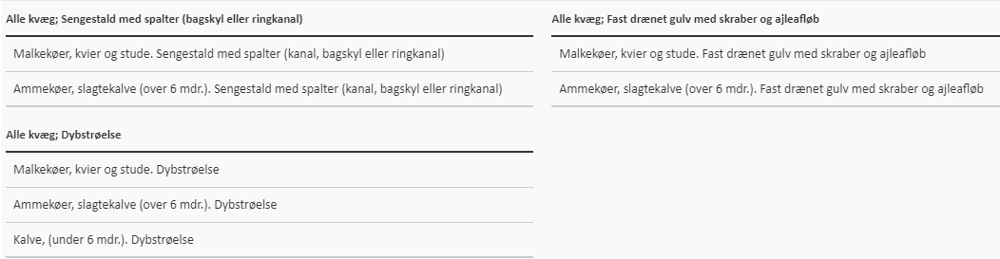 Alle kvæg; Sengestald med spalter (bagskyl eller ringkanal)
Malkekøer, kvier og stude. Sengestald med spalter (kanal, bagskyl eller ringkanal)
Ammekøer, slagtekalve (over 6 mdr.). Sengestald med spalter (kanal, bagskyl eller ringkanal)
Alle kvæg; Dybstrøelse
Malkekøer, kvier og stude. Dybstrøelse
Ammekøer, slagtekalve (over 6 mdr.). Dybstrøelse
Kalve, (under 6 mdr.). Dybstrøelse
Alle kvæg; Fast drænet gulv med skraber og ajleafløb
Malkekøer, kvier og stude. Fast drænet gulv med skraber og ajleafløb
Ammekøer, slagtekalve (over 6 mdr.). Fast drænet gulv med skraber og ajleafløb